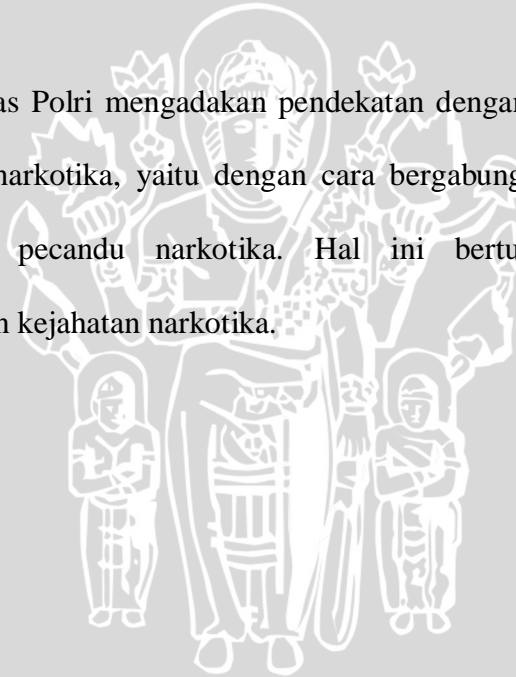 as Polri mengadakan pendekatan dengan
narkotika, yaitu dengan cara bergabung
pecandu narkotika. Hal ini bertu
n kejahatan narkotika.